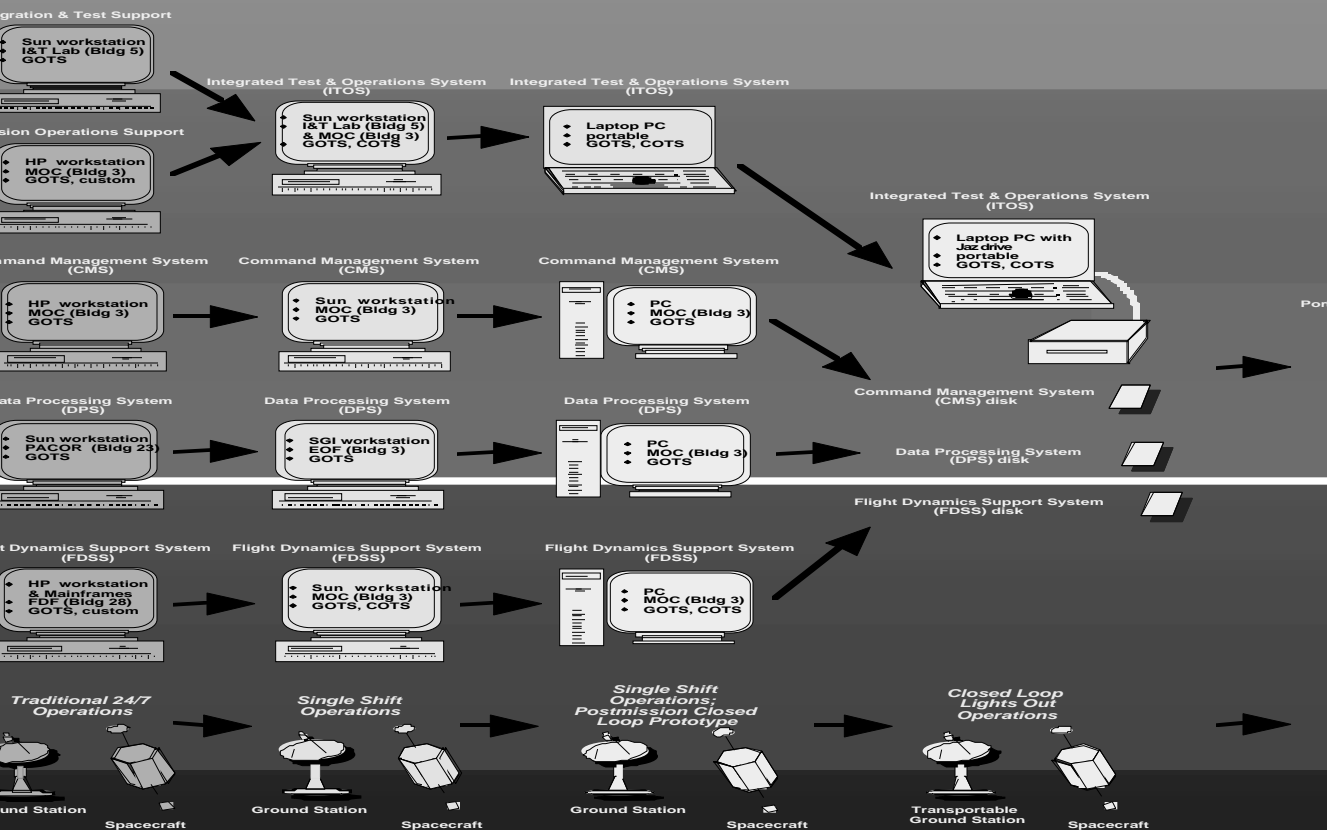 gration & Test Support
Sun workstation
I&T Lab (Bldg 5)
GOTS
sion Operations Support
HP workstation
MOC (Bldg 3)
GOTS, custom
Integrated Test & Operations System
(ITOS)
Sun workstation
I&T Lab (Bldg 5)
& MOC (Bldg 3)
GOTS, COTS
Integrated Test & Operations System
(ITOS)
Laptop PC
portable
GOTS, COTS
Integrated Test & Operations System
(ITOS)
Laptop PC with
Jaz drive
portable
GOTS, COTS
Por
mmand Management System
(CMS)
HP workstation
MOC (Bldg 3)
GOTS
Command Management System
(CMS)
Sun workstation
MOC (Bldg 3)
GOTS
Command Management System
(CMS)
PC
MOC (Bldg 3)
GOTS
Command Management System
(CMS) disk
ata Processing System
(DPS)
Sun workstation
PACOR (Bldg 23)
GOTS
Data Processing System
(DPS)
SGI workstation
EOF (Bldg 3)
GOTS
Data Processing System
(DPS)
PC
MOC (Bldg 3)
GOTS
Data Processing System
(DPS) disk
Flight Dynamics Support System
(FDSS) disk
t Dynamics Support System
(FDSS)
HP workstation
& Mainframes
FDF (Bldg 28)
GOTS, custom
Flight Dynamics Support System
(FDSS)
Sun workstation
MOC (Bldg 3)
GOTS, COTS
Flight Dynamics Support System
(FDSS)
PC
MOC (Bldg 3)
GOTS, COTS
Traditional 24/7
Operations
Single Shift
Operations
Single Shift
Operations;
Postmission Closed
Loop Prototype
Closed Loop
Lights Out
Operations
und Station
Spacecraft
Ground Station
Spacecraft
Ground Station
Spacecraft
Transportable
Ground Station
Spacecraft